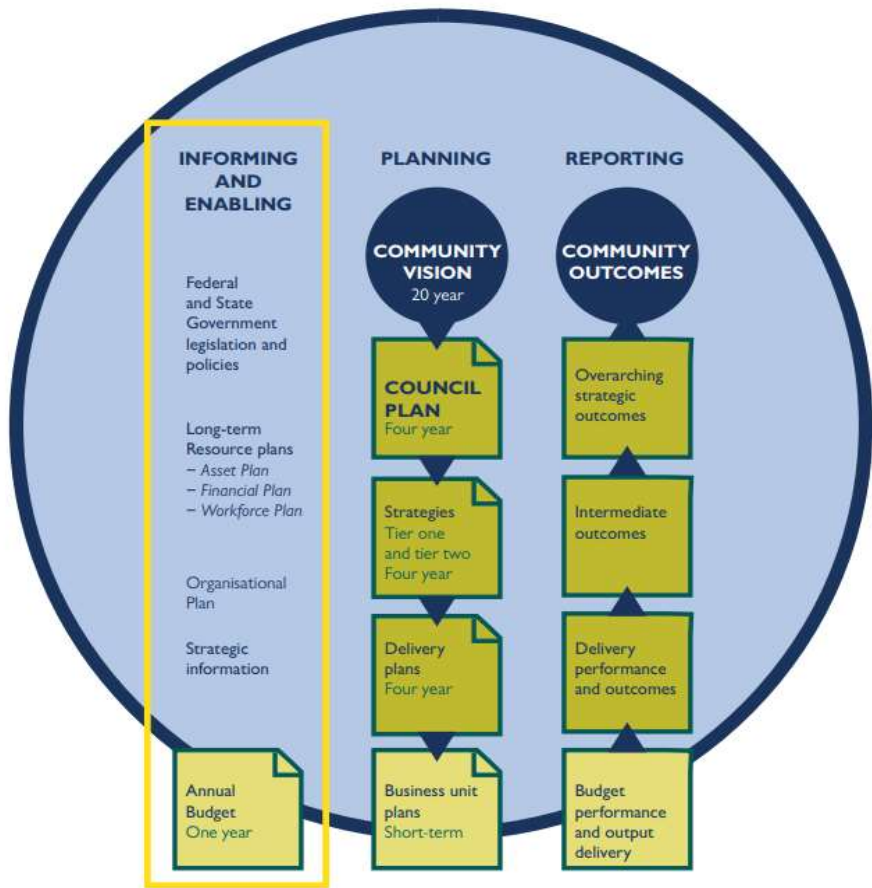 INFORMING
AND
ENABLING
Federal
and State
Government
legislation and
policies
Long-term
Resource plans
– Asset Plan
– Financial Plan
– Workforce Plan
Organisational
Plan
Strategic
information
Annual
Budget
One year
PLANNING
COMMUNITY
VISION
20 year
COUNCIL
PLAN
Four year
Strategies
Tier one
and tier two
Four year
Delivery
plans
Four year
Business unit
plans
Short-term
REPORTING
COMMUNITY
OUTCOMES
Overarching
strategic
outcomes
Intermediate
outcomes
Delivery
performance
and outcomes
Budget
performance
and output
delivery